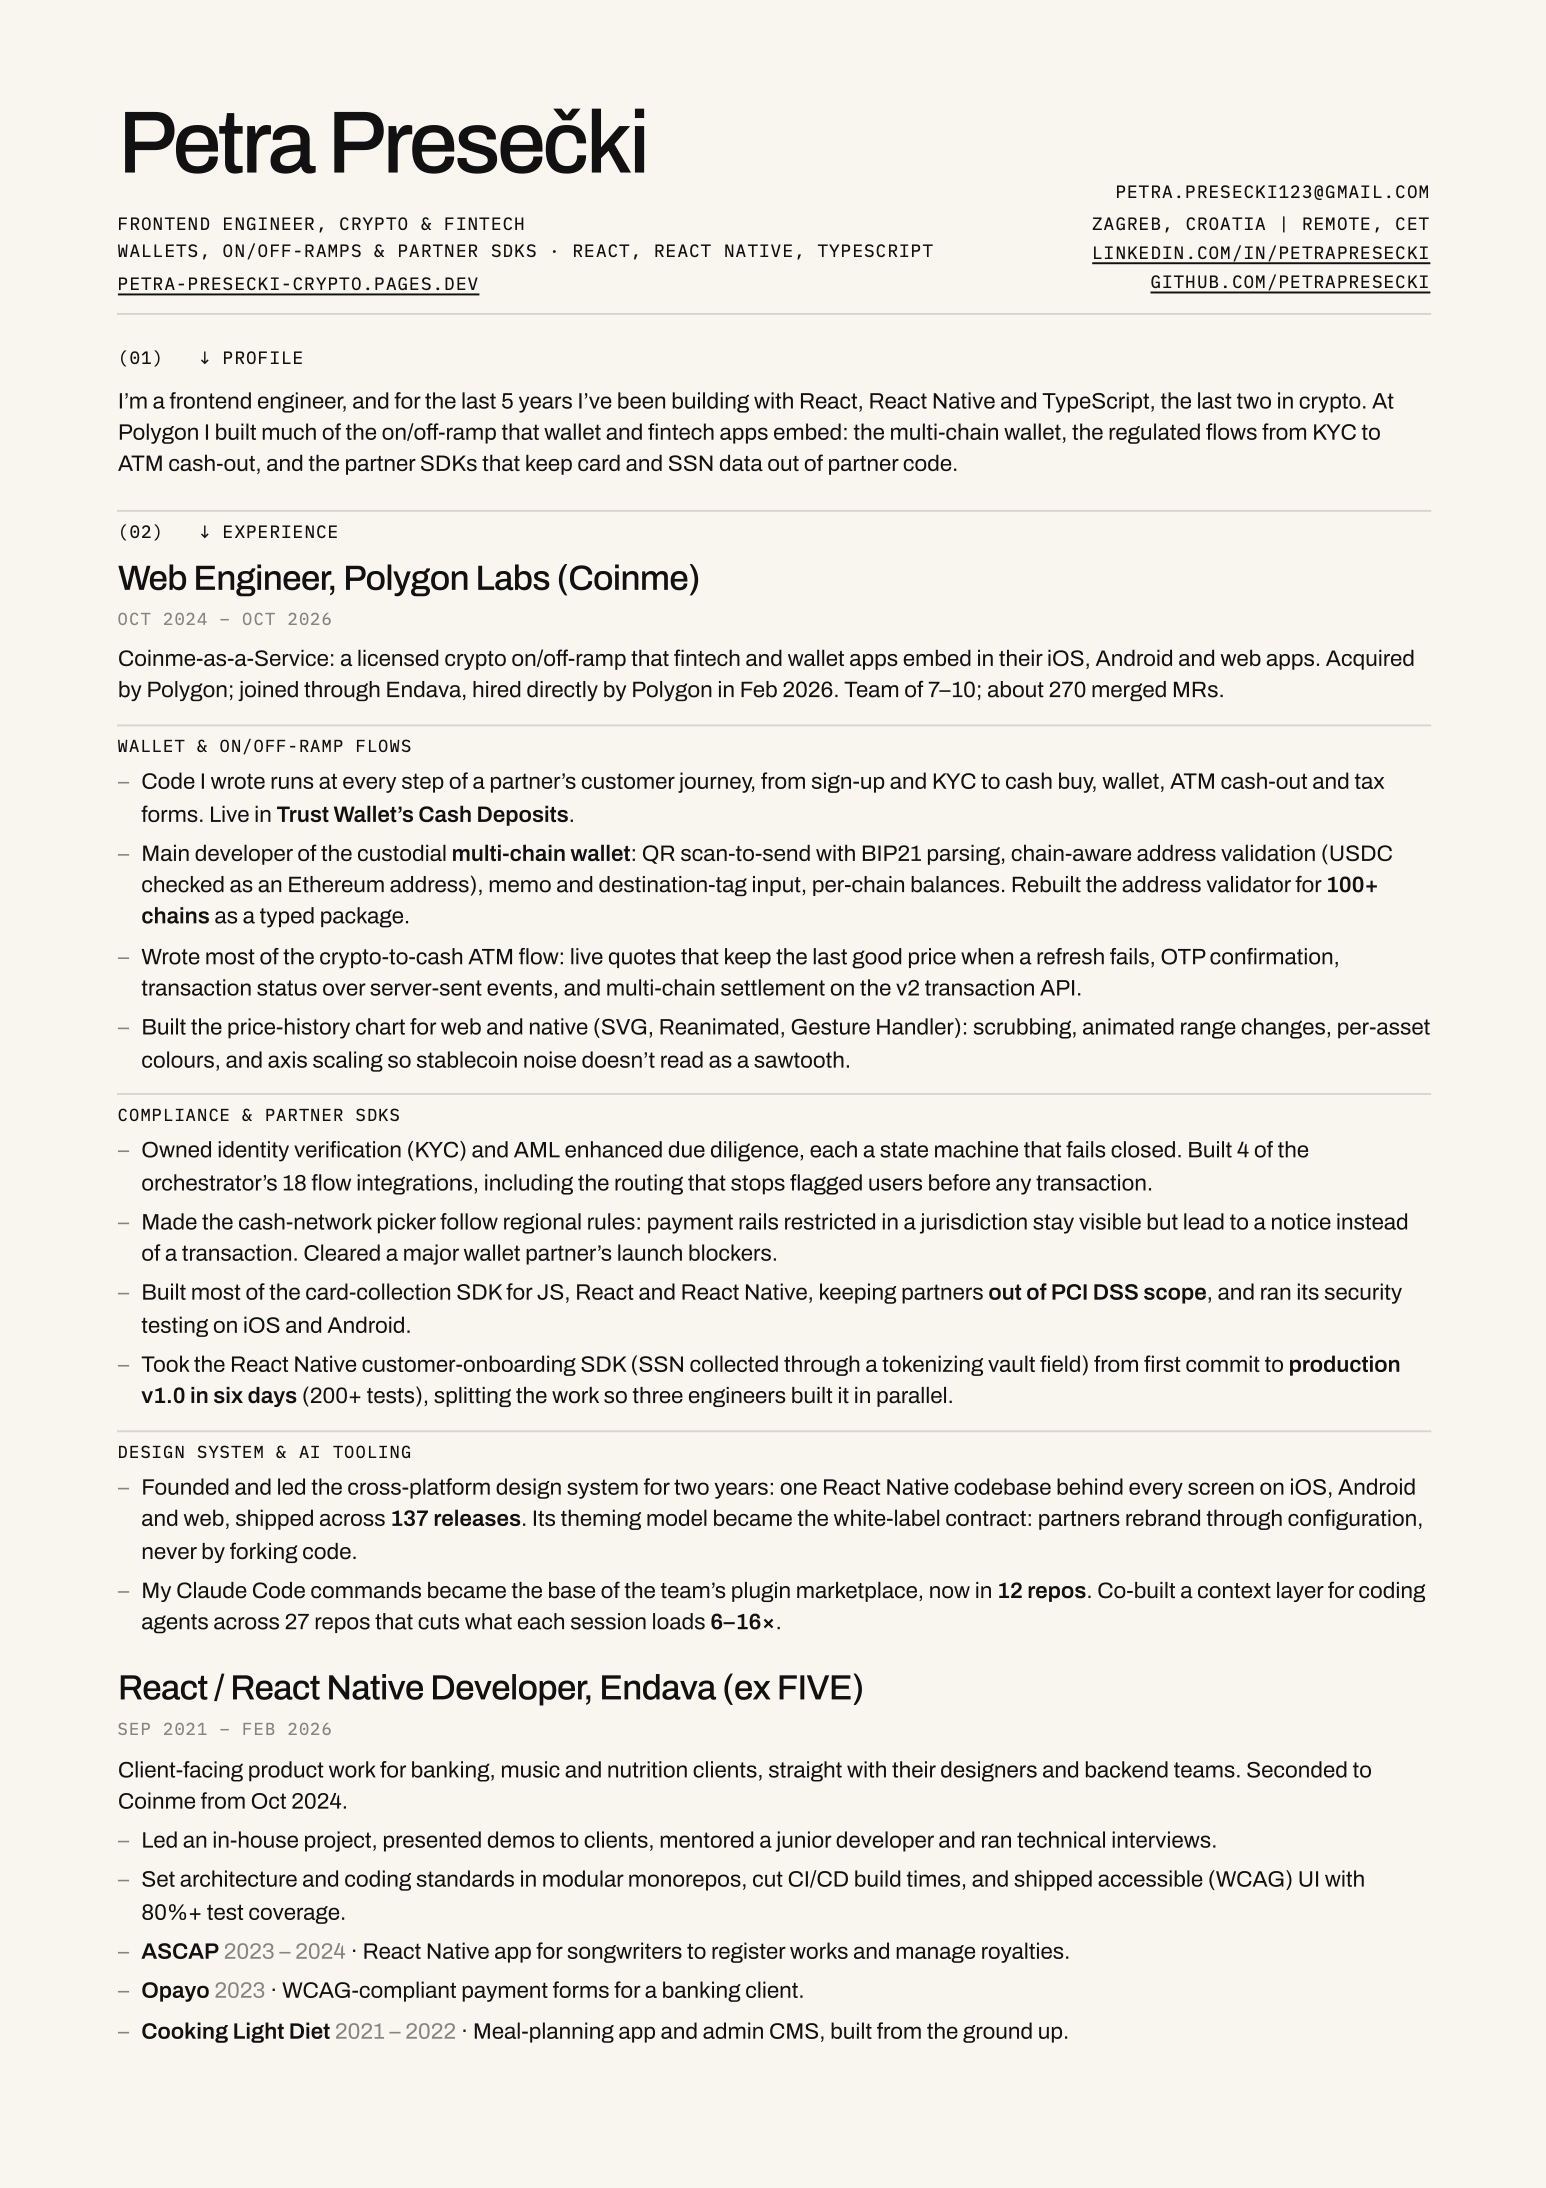 Petra Presečki
FRONTEND ENGINEER, CRYPTO & FINTECH
WALLETS, ON/OFF-RAMPS & PARTNER SDKS · REACT, REACT NATIVE, TYPESCRIPT
PETRA-PRESECKI-CRYPTO.PAGES.DEV
PETRA.PRESECKI123@GMAIL.COM
ZAGREB, CROATIA | REMOTE, CET
LINKEDIN.COM/IN/PETRAPRESECKI
GITHUB.COM/PETRAPRESECKI
(01) ↓ PROFILE
I’m a frontend engineer, and for the last 5 years I’ve been building with React, React Native and TypeScript, the last two in crypto. At
Polygon I built much of the on/off-ramp that wallet and fintech apps embed: the multi-chain wallet, the regulated flows from KYC to
ATM cash-out, and the partner SDKs that keep card and SSN data out of partner code.
(02) ↓ EXPERIENCE
Web Engineer, Polygon Labs (Coinme)
OCT 2024 – OCT 2026
Coinme-as-a-Service: a licensed crypto on/off-ramp that fintech and wallet apps embed in their iOS, Android and web apps. Acquired
by Polygon; joined through Endava, hired directly by Polygon in Feb 2026. Team of 7–10; about 270 merged MRs.
WALLET & ON/OFF-RAMP FLOWS
– Code I wrote runs at every step of a partner’s customer journey, from sign-up and KYC to cash buy, wallet, ATM cash-out and tax
forms. Live in Trust Wallet’s Cash Deposits.
– Main developer of the custodial multi-chain wallet: QR scan-to-send with BIP21 parsing, chain-aware address validation (USDC
checked as an Ethereum address), memo and destination-tag input, per-chain balances. Rebuilt the address validator for 100+
chains as a typed package.
– Wrote most of the crypto-to-cash ATM flow: live quotes that keep the last good price when a refresh fails, OTP confirmation,
transaction status over server-sent events, and multi-chain settlement on the v2 transaction API.
– Built the price-history chart for web and native (SVG, Reanimated, Gesture Handler): scrubbing, animated range changes, per-asset
colours, and axis scaling so stablecoin noise doesn’t read as a sawtooth.
COMPLIANCE & PARTNER SDKS
– Owned identity verification (KYC) and AML enhanced due diligence, each a state machine that fails closed. Built 4 of the
orchestrator’s 18 flow integrations, including the routing that stops flagged users before any transaction.
– Made the cash-network picker follow regional rules: payment rails restricted in a jurisdiction stay visible but lead to a notice instead
of a transaction. Cleared a major wallet partner’s launch blockers.
– Built most of the card-collection SDK for JS, React and React Native, keeping partners out of PCI DSS scope, and ran its security
testing on iOS and Android.
– Took the React Native customer-onboarding SDK (SSN collected through a tokenizing vault field) from first commit to production
v1.0 in six days (200+ tests), splitting the work so three engineers built it in parallel.
DESIGN SYSTEM & AI TOOLING
– Founded and led the cross-platform design system for two years: one React Native codebase behind every screen on iOS, Android
and web, shipped across 137 releases. Its theming model became the white-label contract: partners rebrand through configuration,
never by forking code.
– My Claude Code commands became the base of the team’s plugin marketplace, now in 12 repos. Co-built a context layer for coding
agents across 27 repos that cuts what each session loads 6–16×.
React / React Native Developer, Endava (ex FIVE)
SEP 2021 – FEB 2026
Client-facing product work for banking, music and nutrition clients, straight with their designers and backend teams. Seconded to
Coinme from Oct 2024.
– Led an in-house project, presented demos to clients, mentored a junior developer and ran technical interviews.
– Set architecture and coding standards in modular monorepos, cut CI/CD build times, and shipped accessible (WCAG) UI with
80%+ test coverage.
– ASCAP 2023 – 2024 · React Native app for songwriters to register works and manage royalties.
– Opayo 2023 · WCAG-compliant payment forms for a banking client.
– Cooking Light Diet 2021 – 2022 · Meal-planning app and admin CMS, built from the ground up.